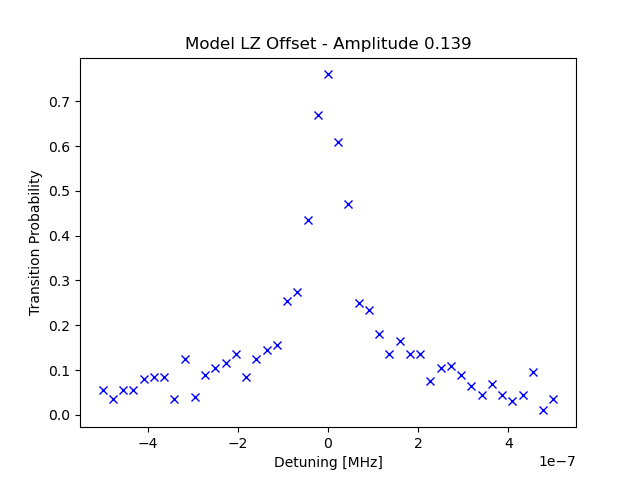 Model LZ Offset - Amplitude 0.139
Transition Probability
0.7
0.6
0.5
0.4
0.3
0.2
0.1
0.0
−4 −2 0 2 4
1e−7
Detuning [MHz]